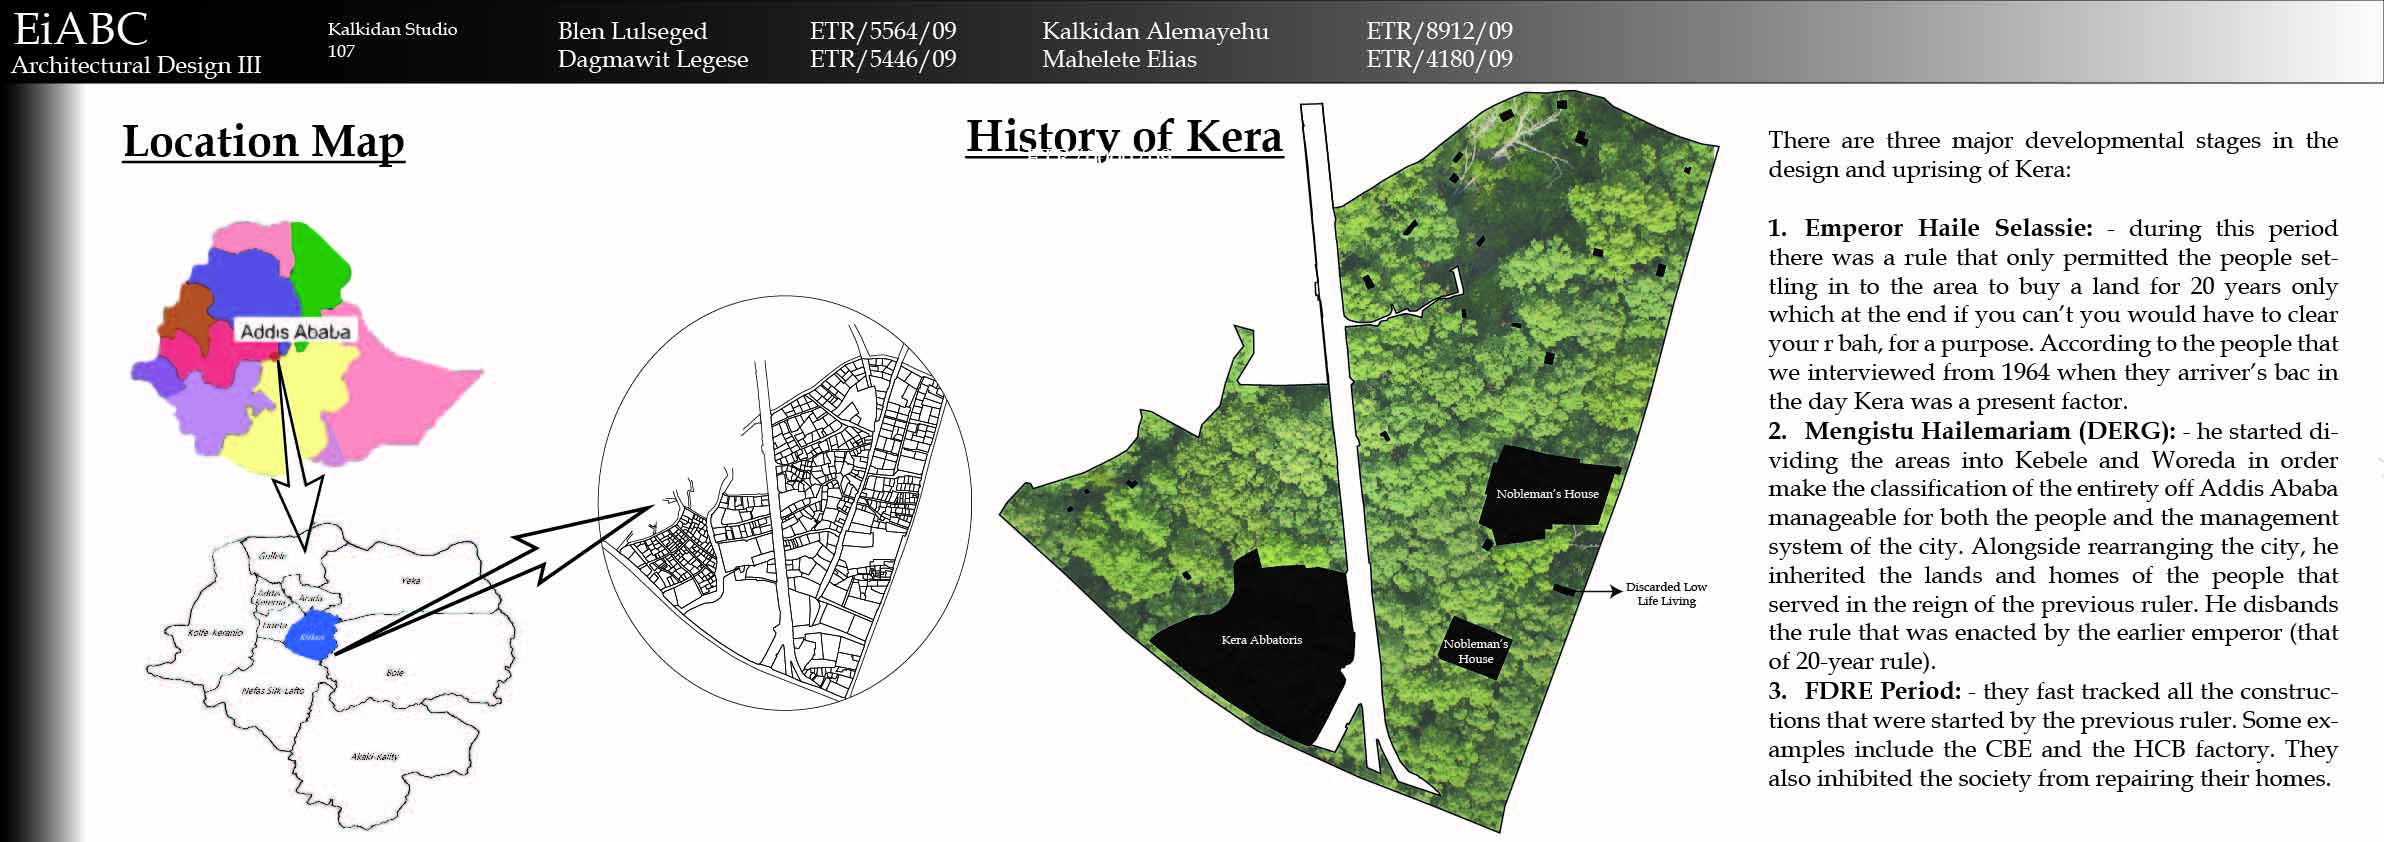 EiABC
Architectural Design III
Kalkidan Studio
107
Blen Lulseged
Dagmawit Legese
ETR/5564/09
ETR/5446/09
Kalkidan Alemayehu
Mahelete Elias
ETR/8912/09
ETR/4180/09
Location Map
Addis Ababa
Gullele
Yeka
Addis
Ketema
Arada
Lideta
Kirkos
Kolfe-keranio
Bole
Nefas Silk-Lafto
Akaki-Kality
History of Kera
Nobleman's House
Discarded Low
Life Living
Kera Abbatoris
Nobleman's
House
There are three major developmental stages in the
design and uprising of Kera:
1. Emperor Haile Selassie: - during this period
there was a rule that only permitted the people set-
tling in to the area to buy a land for 20 years only
which at the end if you can't you would have to clear
your r bah, for a purpose. According to the people that
we interviewed from 1964 when they arriver's bac in
the day Kera was a present factor.
2. Mengistu Hailemariam (DERG): - he started di-
viding the areas into Kebele and Woreda in order
make the classification of the entirety off Addis Ababa
manageable for both the people and the management
system of the city. Alongside rearranging the city, he
inherited the lands and homes of the people that
served in the reign of the previous ruler. He disbands
the rule that was enacted by the earlier emperor (that
of 20-year rule).
3. FDRE Period: - they fast tracked all the construc-
tions that were started by the previous ruler. Some ex-
amples include the CBE and the HCB factory. They
also inhibited the society from repairing their homes.